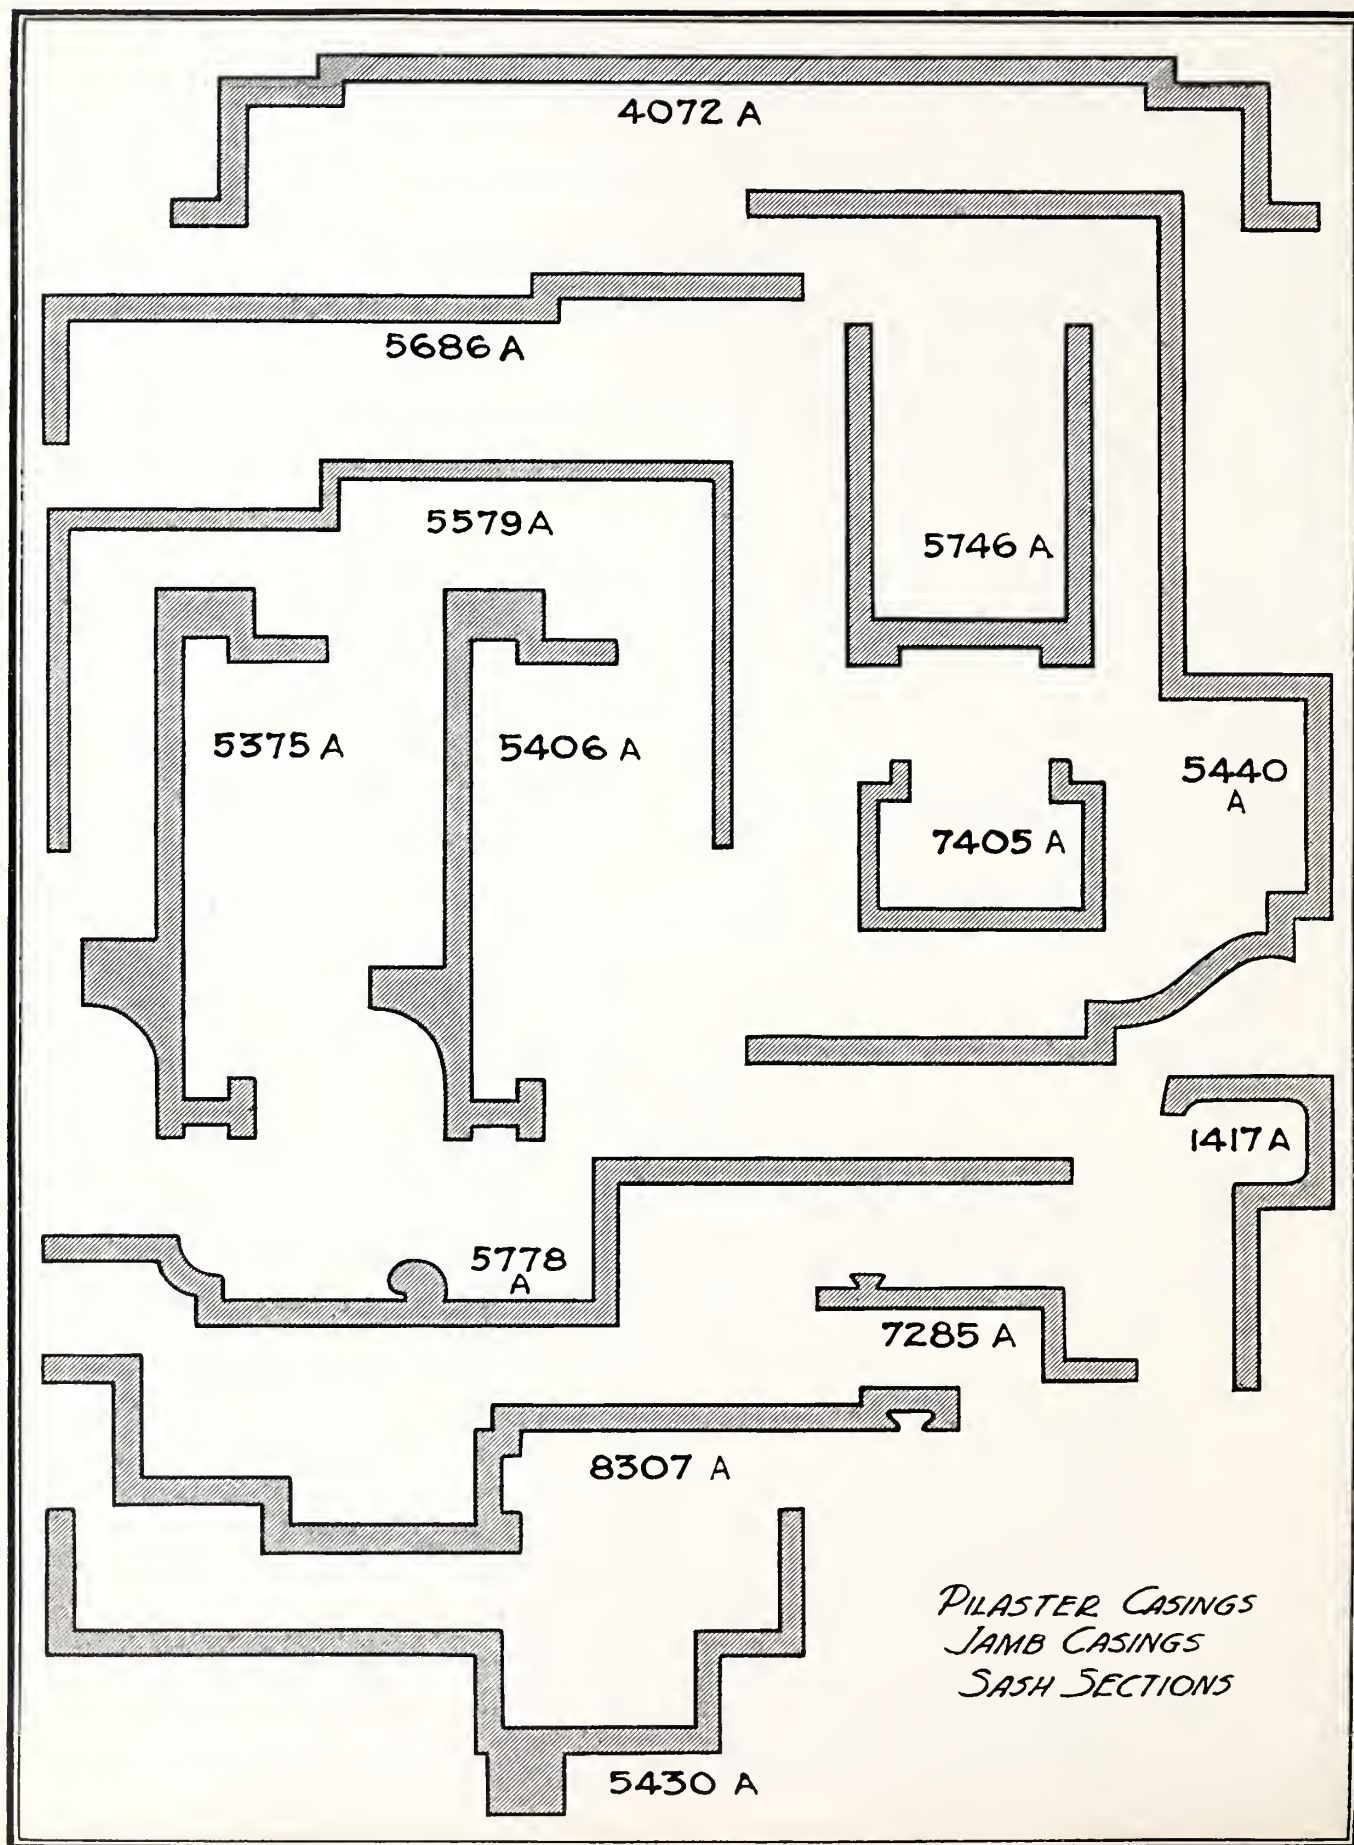 4072 A
5686 A
5579 A
5746 A
5375 A
5406 A
5440
A
7405 A
1417 A
5778
A
7285 A
8307 A
PILASTER CASINGS
JAMB CASINGS
SASH SECTIONS
5430 A